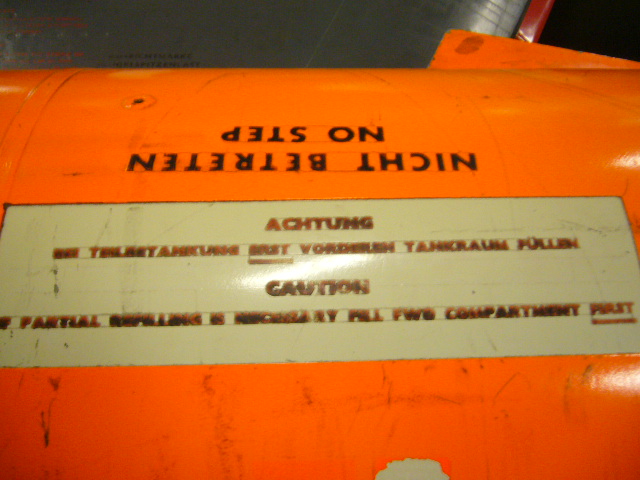 NO STEP
NICHT BETRETEN
ACHTUNG
BEI TEILBETANKUNG ERST VORDEREN TANKRAUM FÜLLEN
CAUTION
IF PARTIAL REFILLING IS NECESSARY FILL FWD COMPARTMENT FIRST